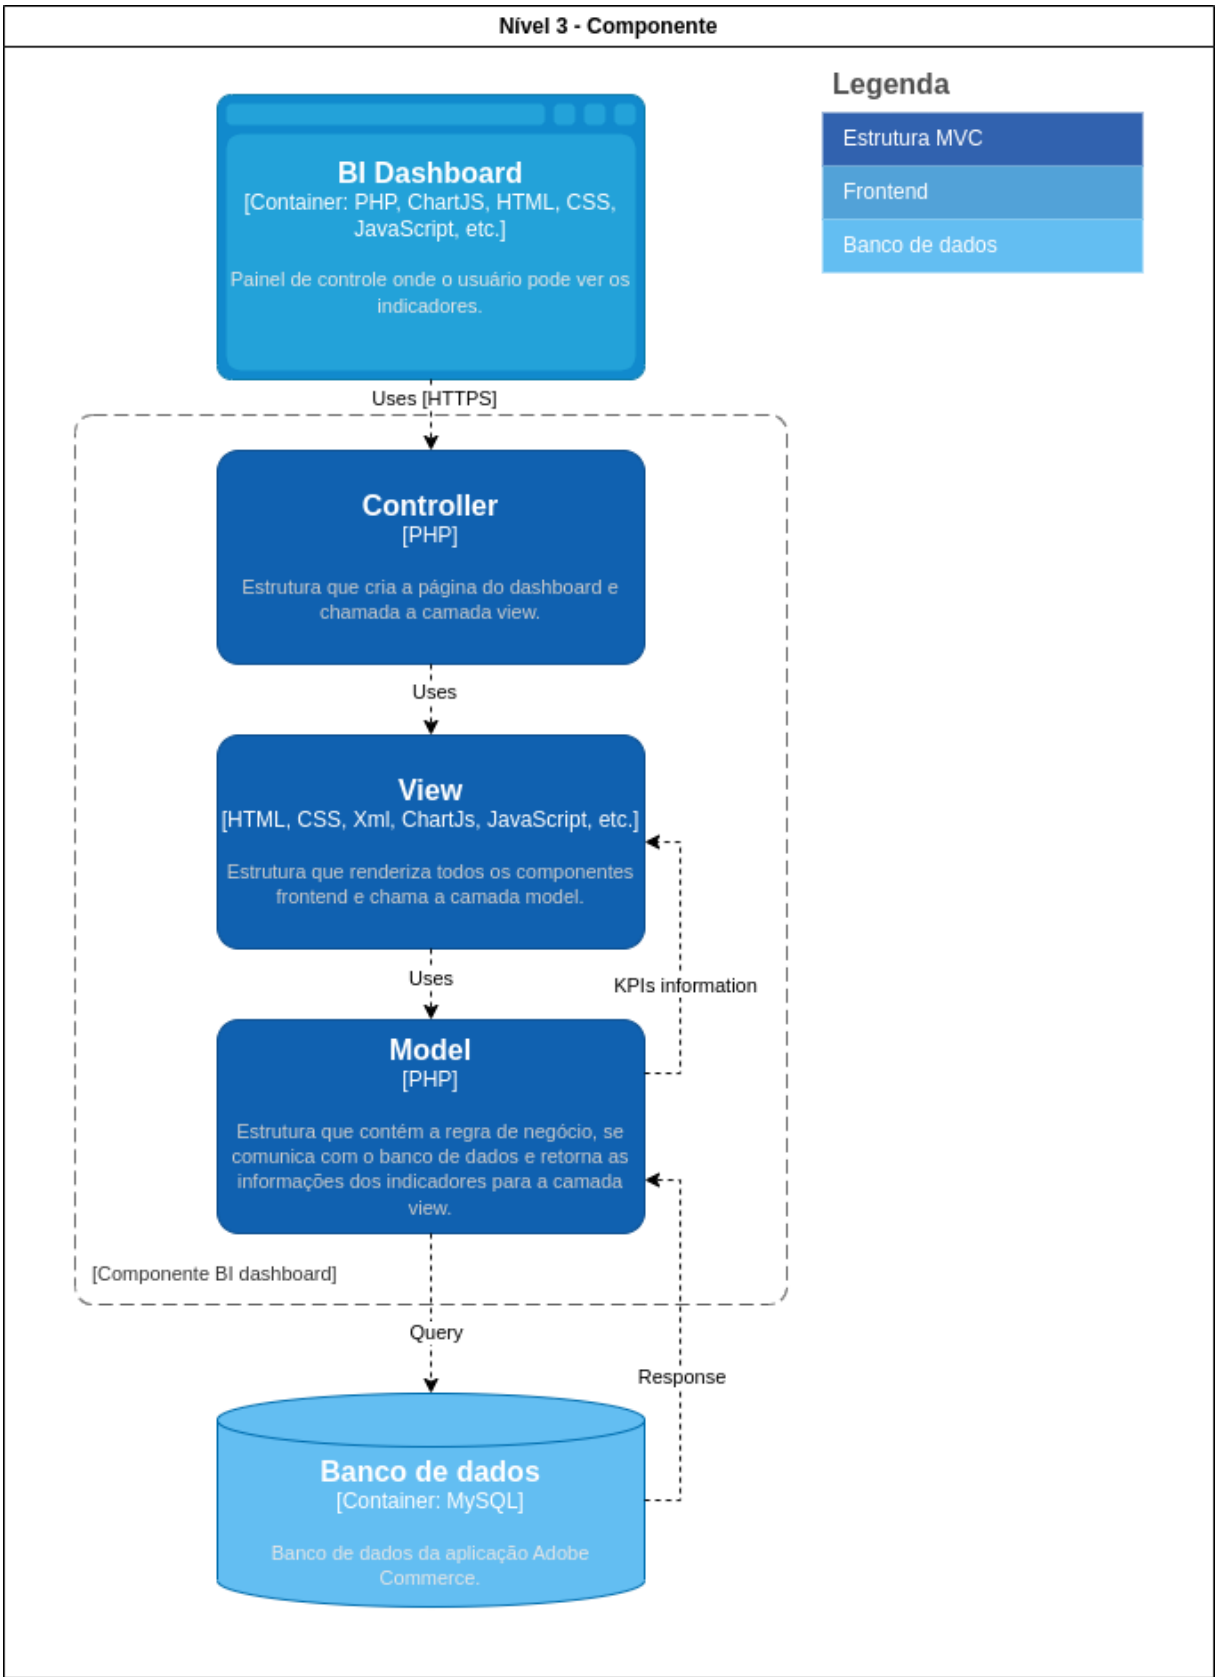 Nível 3 - Componente
Legenda
Estrutura MVC
Frontend
Banco de dados
BI Dashboard
[Container: PHP, ChartJS, HTML, CSS,
JavaScript, etc.]
Painel de controle onde o usuário pode ver os
indicadores.
Uses [HTTPS]
Controller
[PHP]
Estrutura que cria a página do dashboard e
chamada a camada view.
Uses
View
[HTML, CSS, Xml, ChartJs, JavaScript, etc.]
Estrutura que renderiza todos os componentes
frontend e chama a camada model.
Uses
KPIs information
Model
[PHP]
Estrutura que contém a regra de negócio, se
comunica com o banco de dados e retorna as
informações dos indicadores para a camada
view.
[Componente BI dashboard]
Query
Response
Banco de dados
[Container: MySQL]
Banco de dados da aplicação Adobe
Commerce.